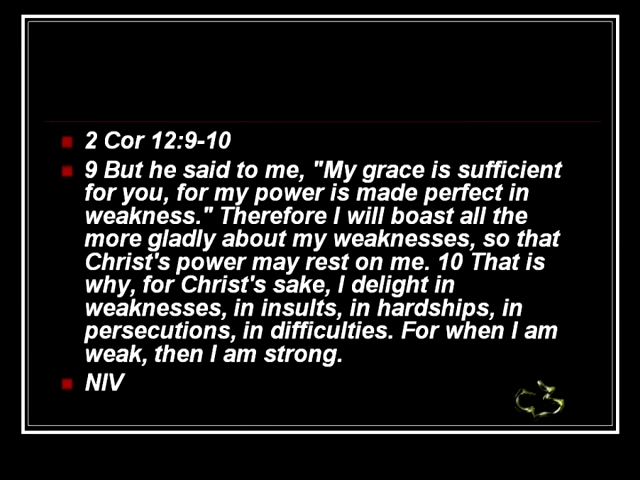 2 Cor 12:9-10
9 But he said to me, "My grace is sufficient
for you, for my power is made perfect in
weakness." Therefore I will boast all the
more gladly about my weaknesses, so that
Christ's power may rest on me. 10 That is
why, for Christ's sake, I delight in
weaknesses, in insults, in hardships, in
persecutions, in difficulties. For when I am
weak, then I am strong.
NIV
C3